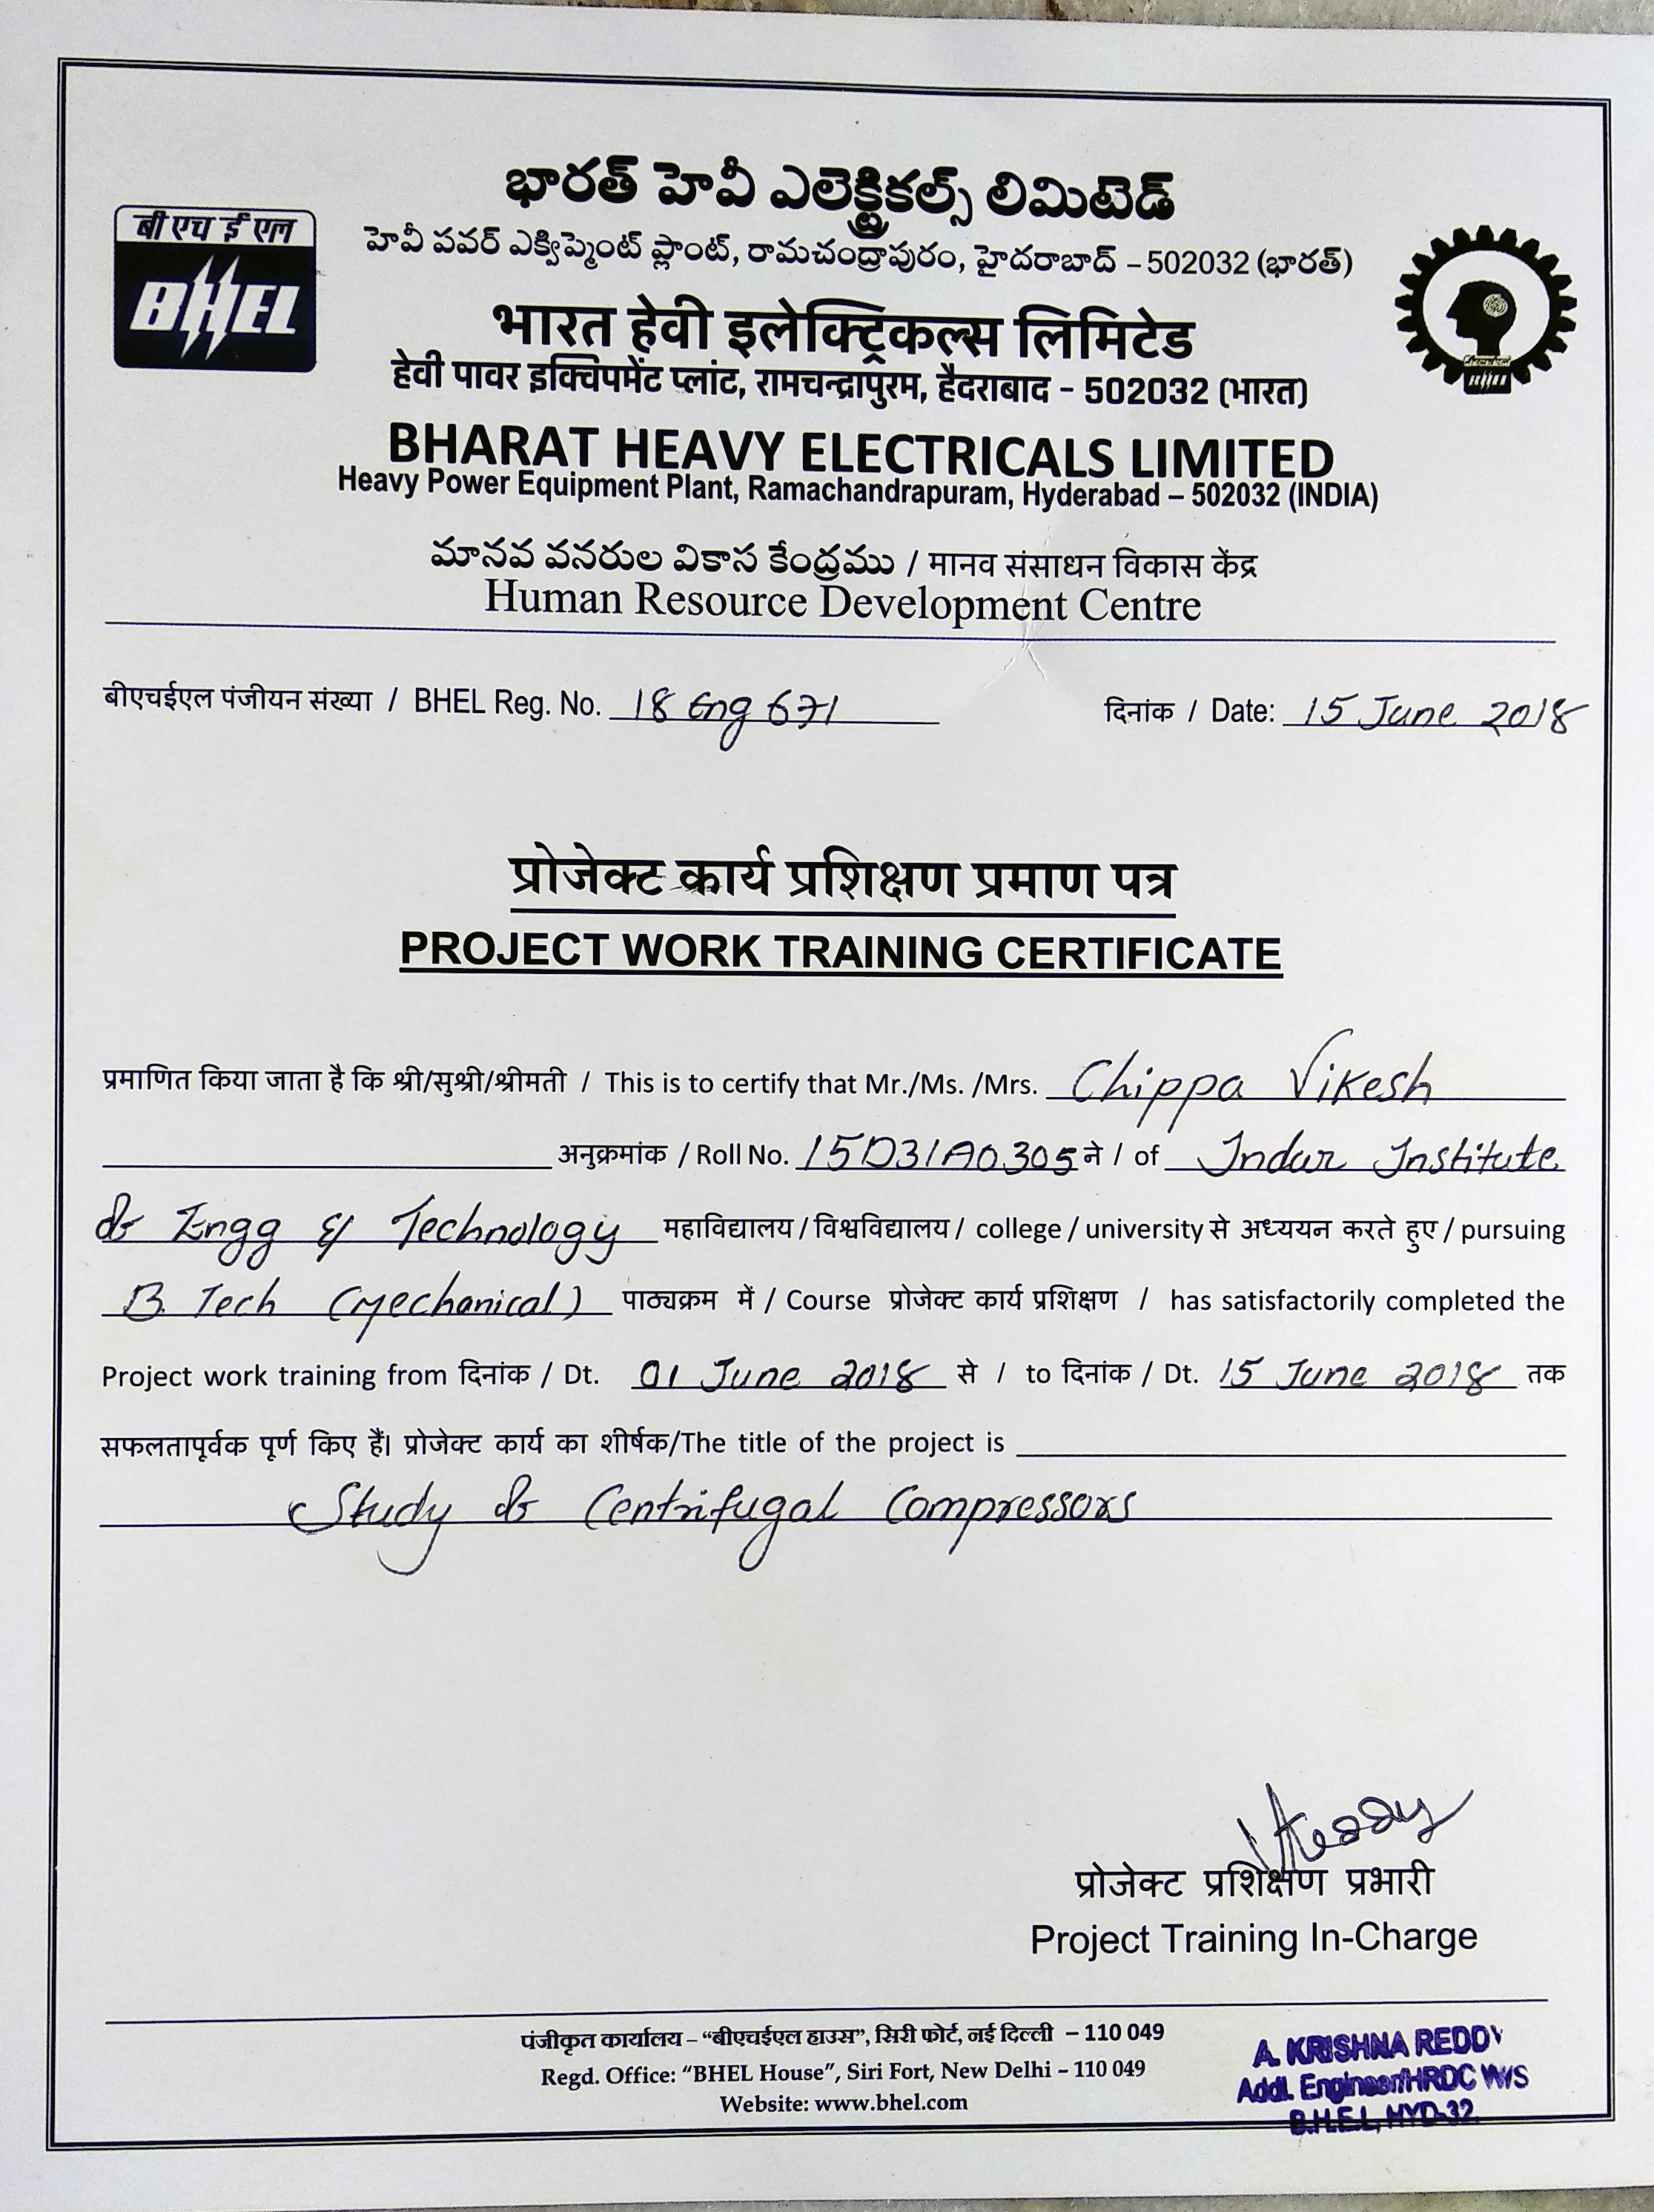 భారత్ హెవీ ఎలెక్ట్రికల్స్ లిమిటెడ్
హెవీ పవర్ ఎక్విప్మెంట్ ప్లాంట్, రామచంద్రాపురం, హైదరాబాద్ – 502032 (భారత్)
बी एच ई एल
BHEL
भारत हेवी इलेक्ट्रिकल्स लिमिटेड
हेवी पावर इक्विपमेंट प्लांट, रामचन्द्रापुरम, हैदराबाद - 502032 (भारत)
BHEL
BHARAT HEAVY ELECTRICALS LIMITED
Heavy Power Equipment Plant, Ramachandrapuram, Hyderabad – 502032 (INDIA)
మానవ వనరుల వికాస కేంద్రము / मानव संसाधन विकास केंद्र
Human Resource Development Centre
बीएचईएल पंजीयन संख्या / BHEL Reg. No. 18 Eng 671 दिनांक / Date: 15 June 2018
प्रोजेक्ट कार्य प्रशिक्षण प्रमाण पत्र
PROJECT WORK TRAINING CERTIFICATE
प्रमाणित किया जाता है कि श्री/सुश्री/श्रीमती / This is to certify that Mr./Ms. /Mrs. Chippa Vikesh
अनुक्रमांक / Roll No. 15D31A0305 ने / of Indur Institute
of Engg & Technology महाविद्यालय / विश्वविद्यालय / college / university से अध्ययन करते हुए / pursuing
B. Tech (Mechanical) पाठ्यक्रम में / Course प्रोजेक्ट कार्य प्रशिक्षण / has satisfactorily completed the
Project work training from दिनांक / Dt. 01 June 2018 से / to दिनांक / Dt. 15 June 2018 तक
सफलतापूर्वक पूर्ण किए हैं। प्रोजेक्ट कार्य का शीर्षक/The title of the project is
Study of Centrifugal Compressors
Reddy
प्रोजेक्ट प्रशिक्षण प्रभारी
Project Training In-Charge
पंजीकृत कार्यालय – “बीएचईएल हाउस”, सिरी फोर्ट, नई दिल्ली – 110 049
Regd. Office: “BHEL House”, Siri Fort, New Delhi – 110 049
Website: www.bhel.com
A. KRISHNA REDDY
Addl. Engineer/HRDC W/S
B.H.E.L, HYD-32.